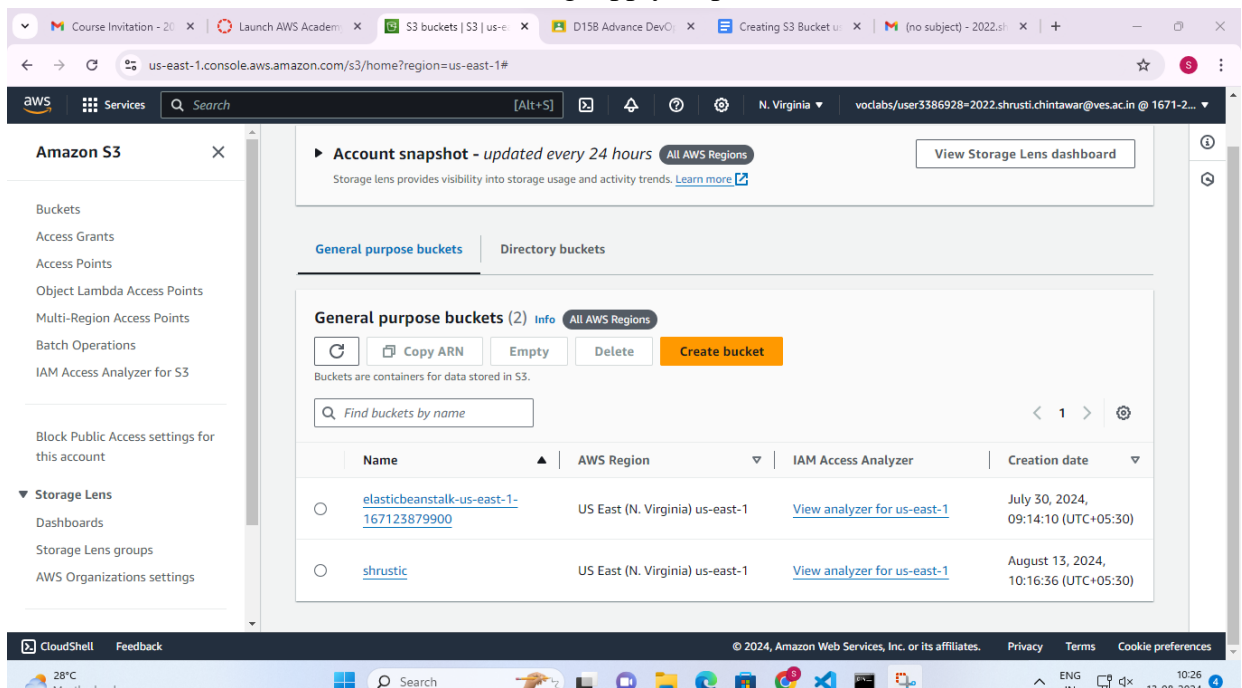 Course Invitation - 20
Launch AWS Academy
S3 buckets | S3 | us-e
D15B Advance DevOp
Creating S3 Bucket u
(no subject) - 2022.sh
us-east-1.console.aws.amazon.com/s3/home?region=us-east-1#
S
aws
Services
Search
[Alt+S]
N. Virginia
voclabs/user3386928=2022.shrusti.chintawar@ves.ac.in @ 1671-2...
Amazon S3
Buckets
Access Grants
Access Points
Object Lambda Access Points
Multi-Region Access Points
Batch Operations
IAM Access Analyzer for S3
Block Public Access settings for
this account
Storage Lens
Dashboards
Storage Lens groups
AWS Organizations settings
Account snapshot - updated every 24 hours All AWS Regions
View Storage Lens dashboard
Storage lens provides visibility into storage usage and activity trends. Learn more
General purpose buckets
Directory buckets
General purpose buckets (2) Info All AWS Regions
Copy ARN
Empty
Delete
Create bucket
Buckets are containers for data stored in S3.
Find buckets by name
1
Name
AWS Region
IAM Access Analyzer
Creation date
elasticbeanstalk-us-east-1-
167123879900
US East (N. Virginia) us-east-1
View analyzer for us-east-1
July 30, 2024,
09:14:10 (UTC+05:30)
shrustic
US East (N. Virginia) us-east-1
View analyzer for us-east-1
August 13, 2024,
10:16:36 (UTC+05:30)
CloudShell
Feedback
© 2024, Amazon Web Services, Inc. or its affiliates.
Privacy
Terms
Cookie preferences
28°C
Search
ENG
10:26
4